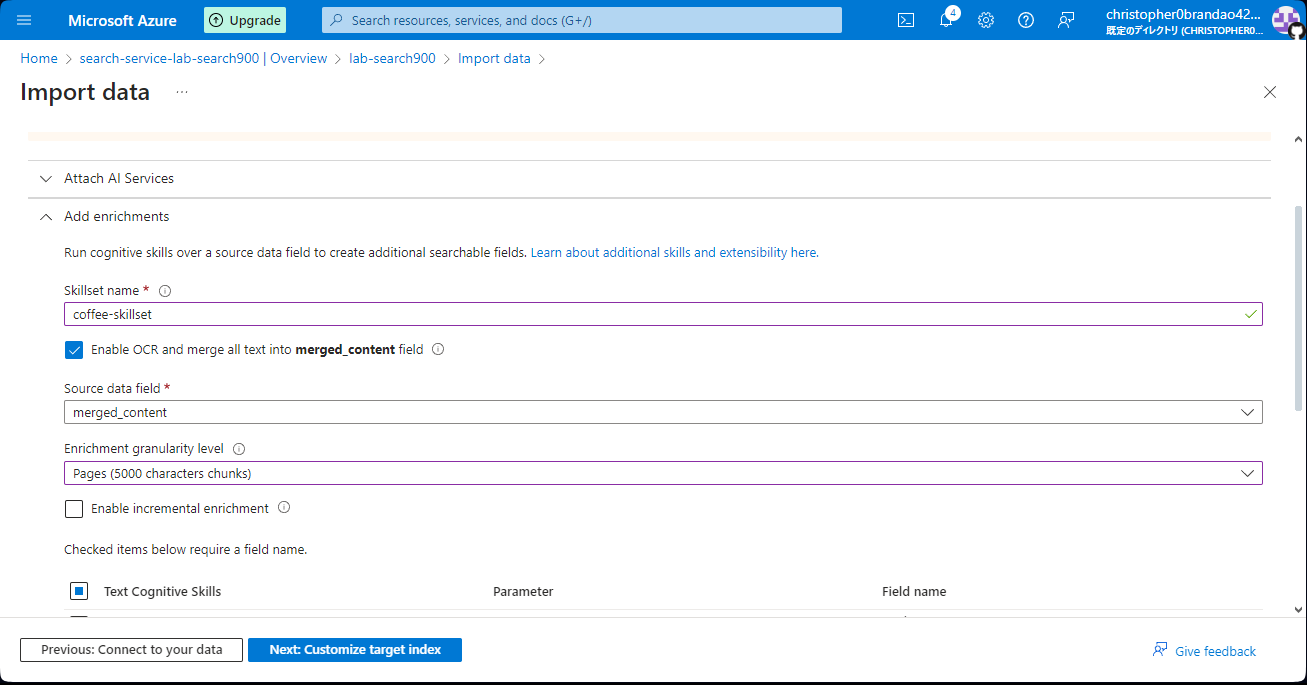 Microsoft Azure
Upgrade
Search resources, services, and docs (G+/)
4
christopher0brandao42...
既定のディレクトリ (CHRISTOPHER0...
Home > search-service-lab-search900 | Overview > lab-search900 > Import data >
Import data ...
Attach AI Services
Add enrichments
Run cognitive skills over a source data field to create additional searchable fields. Learn about additional skills and extensibility here.
Skillset name *
coffee-skillset
Enable OCR and merge all text into merged_content field
Source data field *
merged_content
Enrichment granularity level
Pages (5000 characters chunks)
Enable incremental enrichment
Checked items below require a field name.
Text Cognitive Skills Parameter Field name
Previous: Connect to your data Next: Customize target index Give feedback